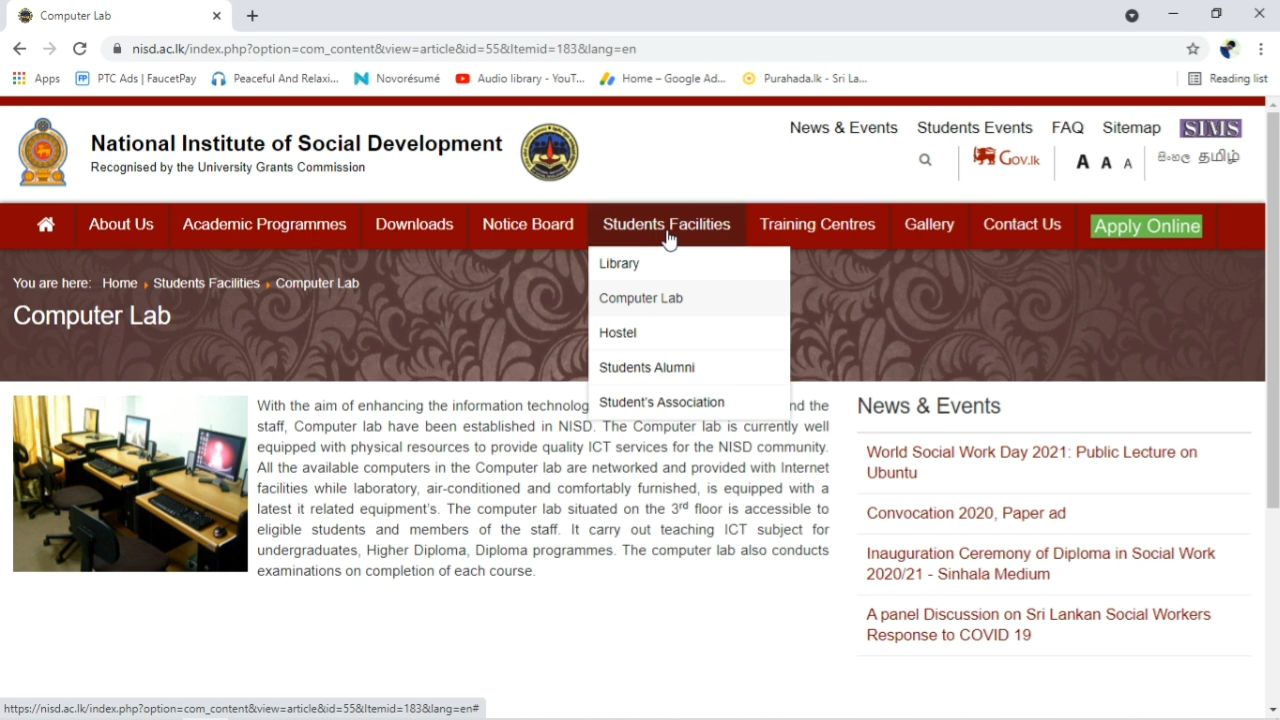 Computer Lab
nisd.ac.lk/index.php?option=com_content&view=article&id=55&Itemid=183&lang=en
Apps PTC Ads | FaucetPay Peaceful And Relaxi... Novorésumé Audio library - YouT... Home – Google Ad... Purahada.lk - Sri La... Reading list
News & Events Students Events FAQ Sitemap SIMS
National Institute of Social Development
Recognised by the University Grants Commission
Gov.lk A A A සිංහල தமிழ்
About Us Academic Programmes Downloads Notice Board Students Facilities Training Centres Gallery Contact Us Apply Online
Library
Computer Lab
Hostel
Students Alumni
Student's Association
You are here: Home Students Facilities Computer Lab
Computer Lab
With the aim of enhancing the information technolog nd the
staff, Computer lab have been established in NISD. The Computer lab is currently well
equipped with physical resources to provide quality ICT services for the NISD community.
All the available computers in the Computer lab are networked and provided with Internet
facilities while laboratory, air-conditioned and comfortably furnished, is equipped with a
latest it related equipment's. The computer lab situated on the 3rd floor is accessible to
eligible students and members of the staff. It carry out teaching ICT subject for
undergraduates, Higher Diploma, Diploma programmes. The computer lab also conducts
examinations on completion of each course.
News & Events
World Social Work Day 2021: Public Lecture on
Ubuntu
Convocation 2020, Paper ad
Inauguration Ceremony of Diploma in Social Work
2020/21 - Sinhala Medium
A panel Discussion on Sri Lankan Social Workers
Response to COVID 19
https://nisd.ac.lk/index.php?option=com_content&view=article&id=55&Itemid=183&lang=en#